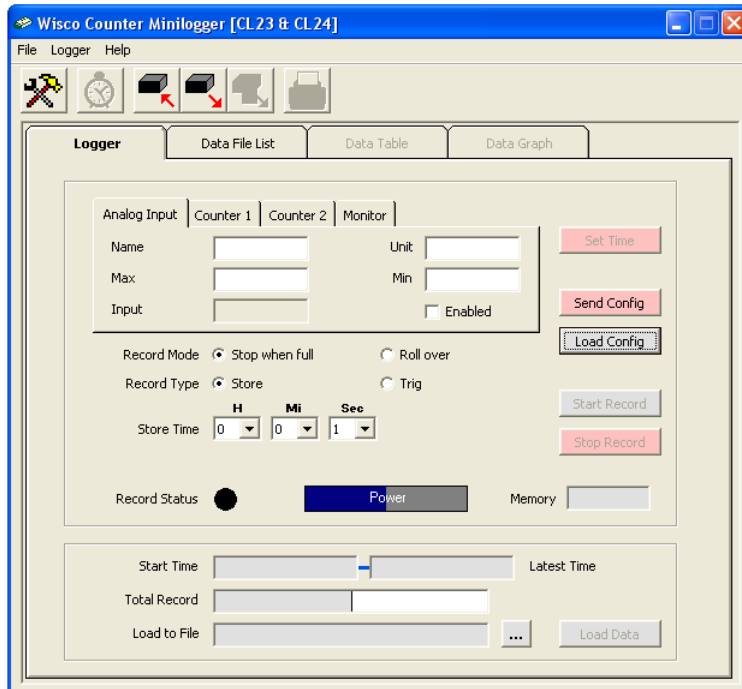 Wisco Counter Minilogger [CL23 & CL24]
File Logger Help
Logger Data File List Data Table Data Graph
Analog Input Counter 1 Counter 2 Monitor
Name Unit Set Time
Max Min
Input Enabled Send Config
Load Config
Record Mode Stop when full Roll over
Record Type Store Trig
H Mi Sec Start Record
Store Time 0 0 1
Stop Record
Record Status Power Memory
Start Time Latest Time
Total Record
Load to File ... Load Data